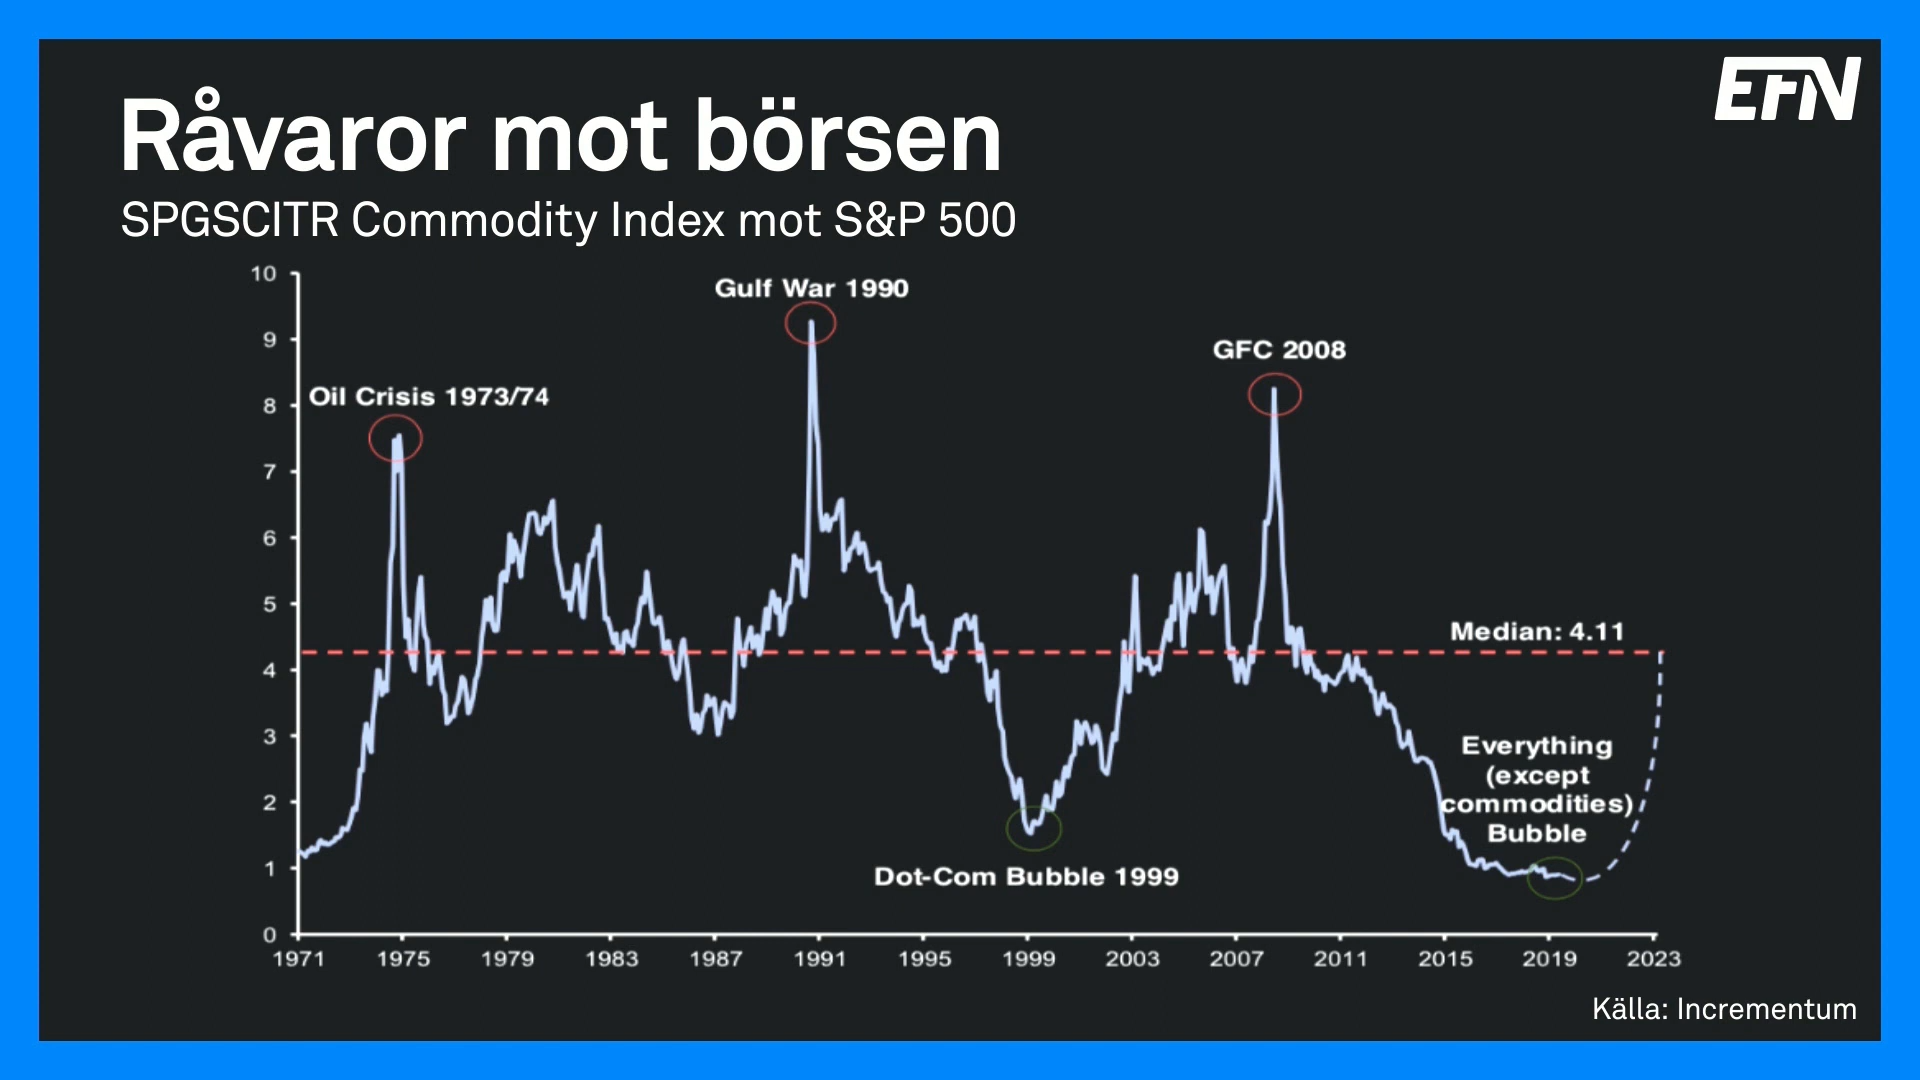 EFN
Råvaror mot börsen
SPGSCITR Commodity Index mot S&P 500
10
9
8
7
6
5
4
3
2
1
0
Oil Crisis 1973/74
Gulf War 1990
GFC 2008
Median: 4.11
Dot-Com Bubble 1999
Everything
(except
commodities)
Bubble
1971 1975 1979 1983 1987 1991 1995 1999 2003 2007 2011 2015 2019 2023
Källa: Incrementum